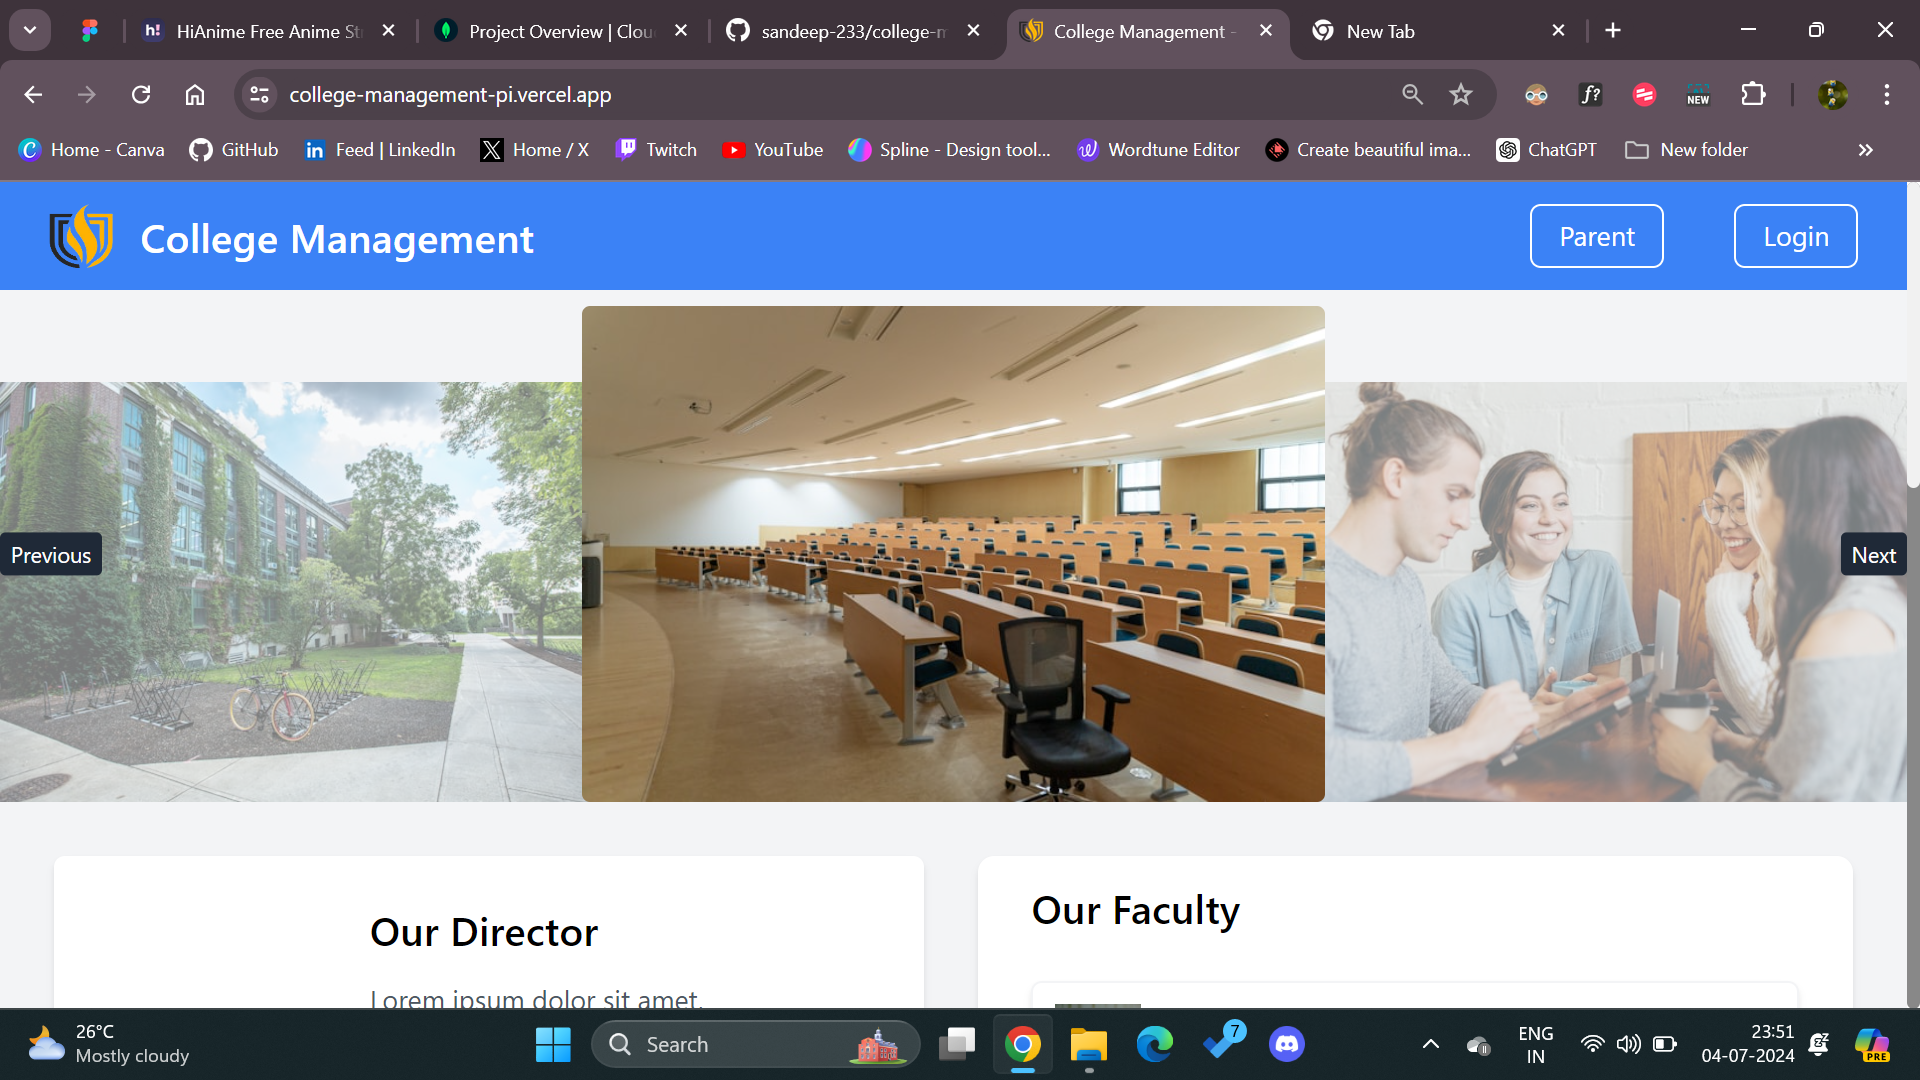 HiAnime Free Anime St
Project Overview | Clou
sandeep-233/college-m
College Management -
New Tab
college-management-pi.vercel.app
f?
NEW
Home - Canva
GitHub
Feed | LinkedIn
Home / X
Twitch
YouTube
Spline - Design tool...
Wordtune Editor
Create beautiful ima...
ChatGPT
New folder
College Management
Parent
Login
Previous
Next
Our Director
Lorem ipsum dolor sit amet,
Our Faculty
26°C
Mostly cloudy
Search
7
ENG
IN
23:51
04-07-2024
PRE